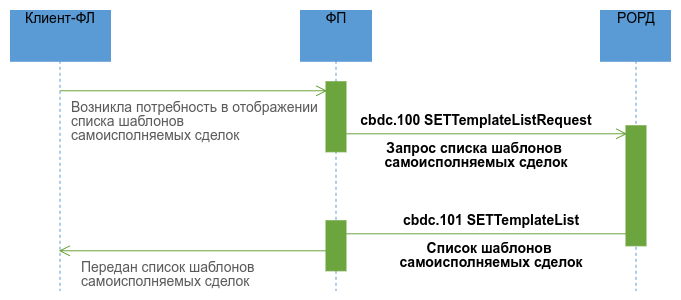 Клиент-ФЛ
ФП
РОРД
Возникла потребность в отображении
списка шаблонов
самоисполняемых сделок
cbdc.100 SETTemplateListRequest
Запрос списка шаблонов
самоисполняемых сделок
cbdc.101 SETTemplateList
Список шаблонов
самоисполняемых сделок
Передан список шаблонов
самоисполняемых сделок